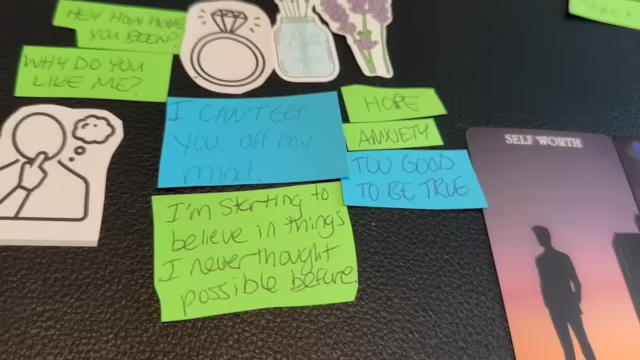 HEY HOW HAVE
YOU BEEN?
WHY DO YOU
LIKE ME?
I CAN'T GET
YOU off my
mind.
HOPE
ANXIETY
TOO GOOD
TO BE TRUE
I'm starting to
believe in things
I never thought
possible before.
SELF WORTH